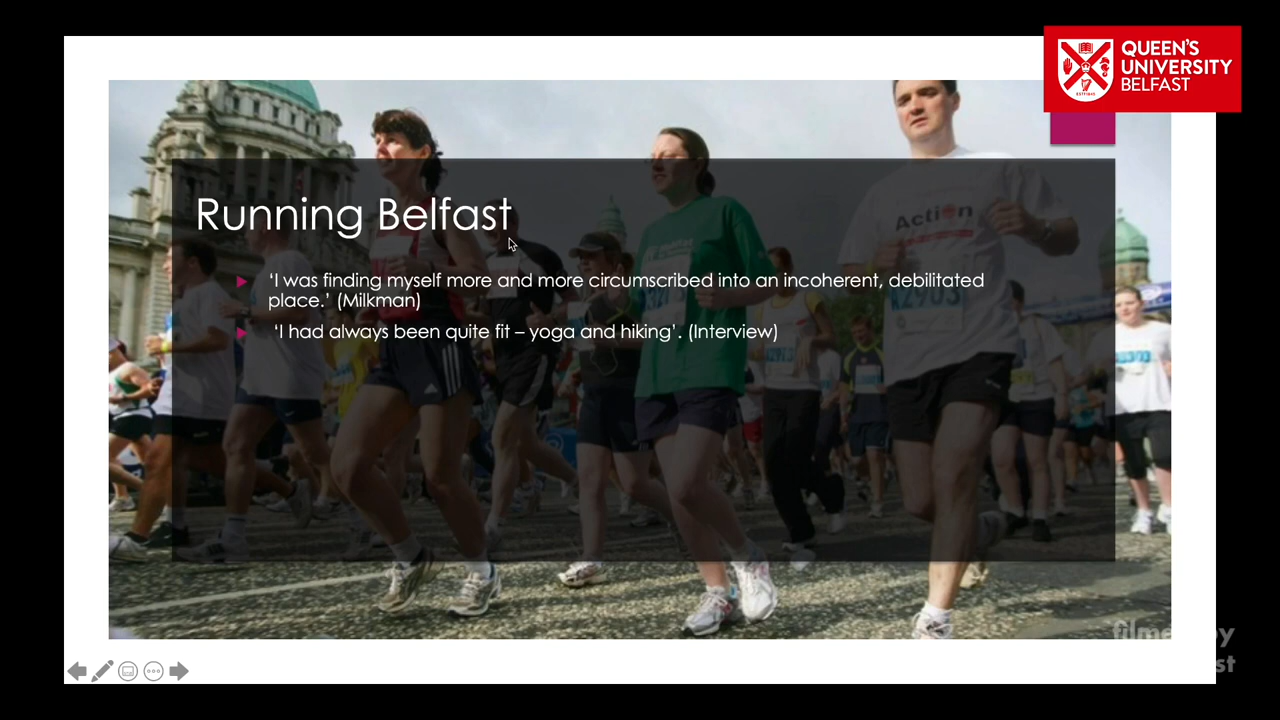 QUEEN'S
UNIVERSITY
BELFAST
Running Belfast
‘I was finding myself more and more circumscribed into an incoherent, debilitated
place.’ (Milkman)
‘I had always been quite fit – yoga and hiking’. (Interview)
Action